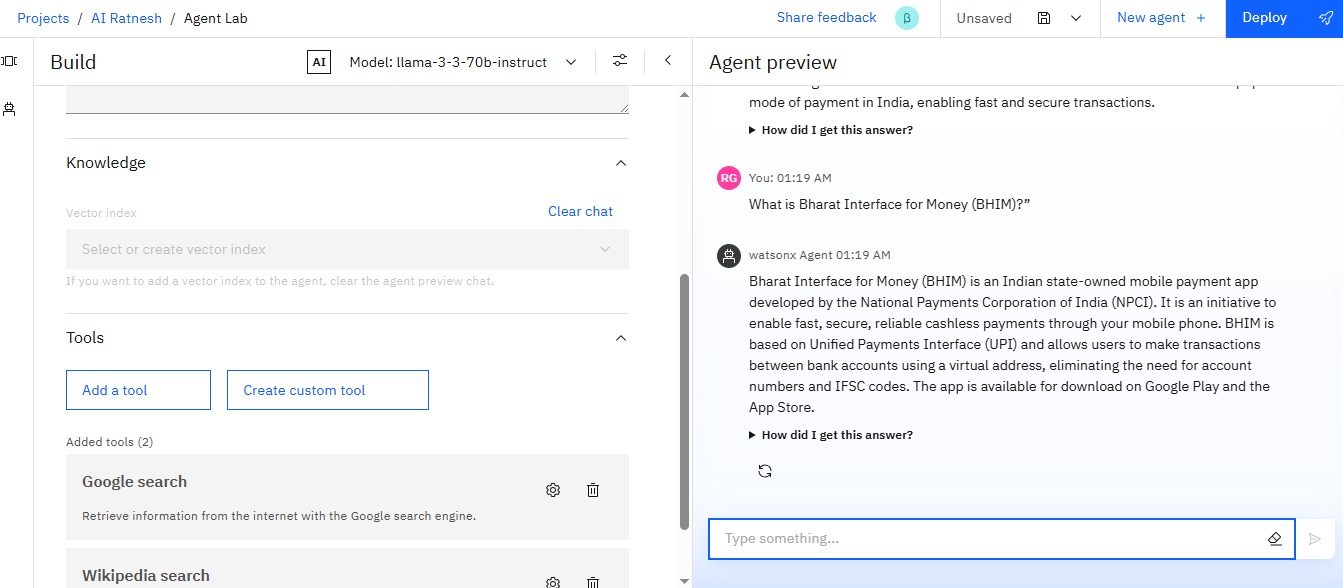 Projects / AI Ratnesh / Agent Lab
Share feedback β Unsaved New agent + Deploy
Build
AI Model: llama-3-3-70b-instruct
Knowledge
Vector index Clear chat
Select or create vector index
If you want to add a vector index to the agent, clear the agent preview chat.
Tools
Add a tool Create custom tool
Added tools (2)
Google search
Retrieve information from the internet with the Google search engine.
Wikipedia search
Agent preview
mode of payment in India, enabling fast and secure transactions.
How did I get this answer?
RG You: 01:19 AM
What is Bharat Interface for Money (BHIM)?”
watsonx Agent 01:19 AM
Bharat Interface for Money (BHIM) is an Indian state-owned mobile payment app
developed by the National Payments Corporation of India (NPCI). It is an initiative to
enable fast, secure, reliable cashless payments through your mobile phone. BHIM is
based on Unified Payments Interface (UPI) and allows users to make transactions
between bank accounts using a virtual address, eliminating the need for account
numbers and IFSC codes. The app is available for download on Google Play and the
App Store.
How did I get this answer?
Type something...